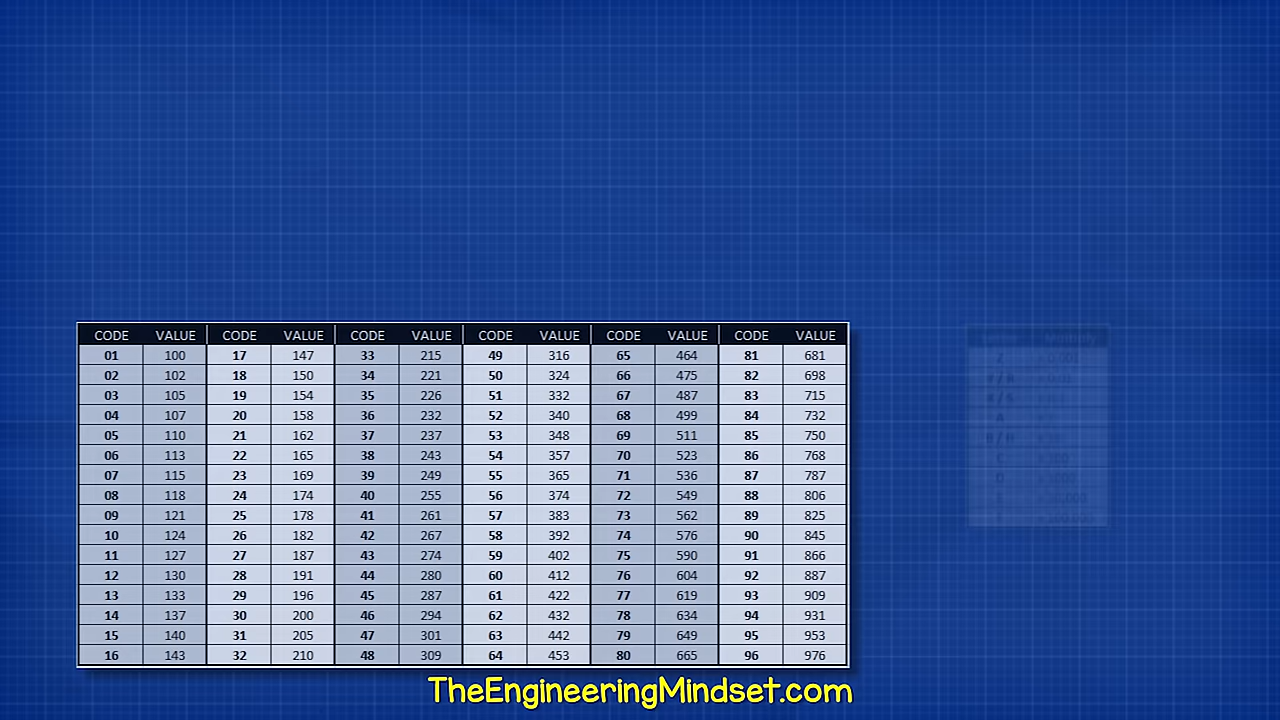 CODE VALUE CODE VALUE CODE VALUE CODE VALUE CODE VALUE CODE VALUE
01 100 17 147 33 215 49 316 65 464 81 681
02 102 18 150 34 221 50 324 66 475 82 698
03 105 19 154 35 226 51 332 67 487 83 715
04 107 20 158 36 232 52 340 68 499 84 732
05 110 21 162 37 237 53 348 69 511 85 750
06 113 22 165 38 243 54 357 70 523 86 768
07 115 23 169 39 249 55 365 71 536 87 787
08 118 24 174 40 255 56 374 72 549 88 806
09 121 25 178 41 261 57 383 73 562 89 825
10 124 26 182 42 267 58 392 74 576 90 845
11 127 27 187 43 274 59 402 75 590 91 866
12 130 28 191 44 280 60 412 76 604 92 887
13 133 29 196 45 287 61 422 77 619 93 909
14 137 30 200 46 294 62 432 78 634 94 931
15 140 31 205 47 301 63 442 79 649 95 953
16 143 32 210 48 309 64 453 80 665 96 976
TheEngineeringMindset.com